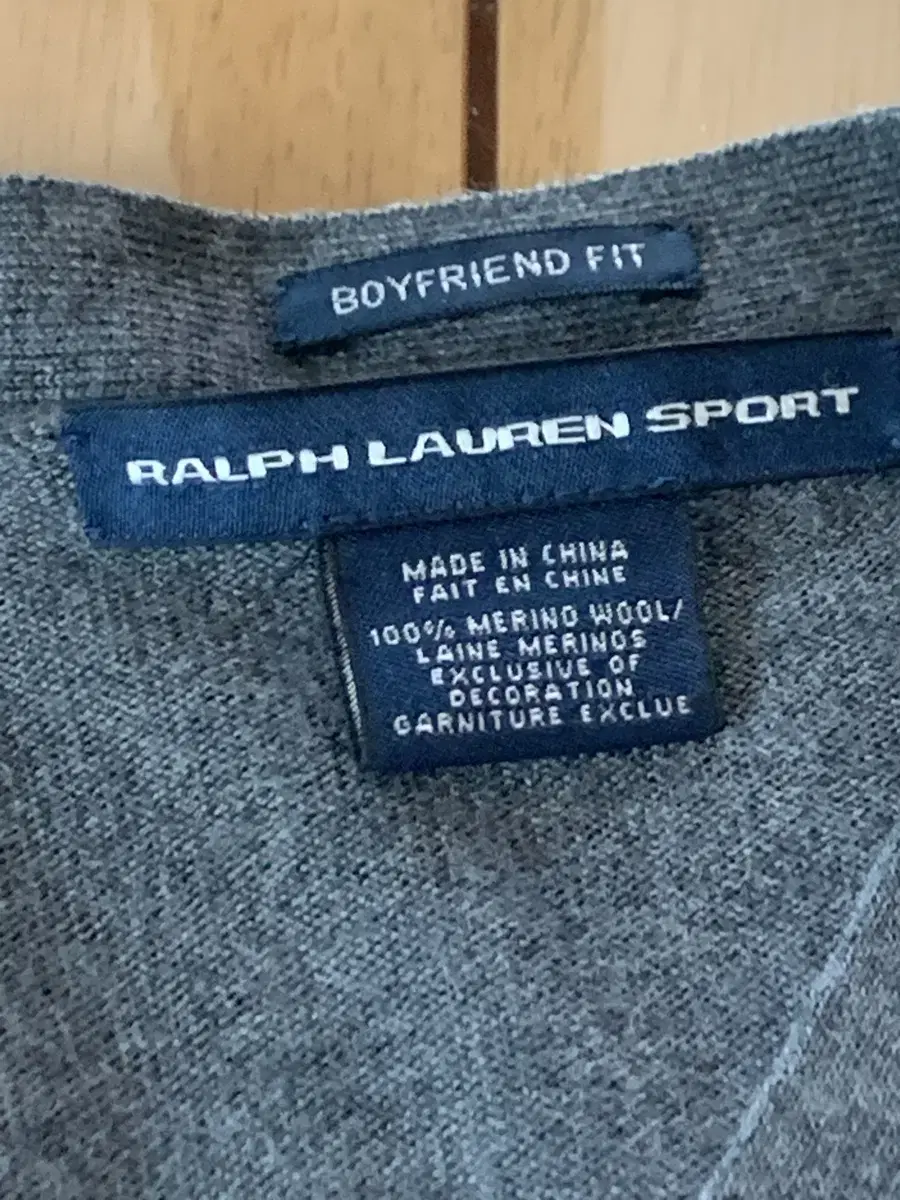 BOYFRIEND FIT
RALPH LAUREN SPORT
MADE IN CHINA
FAIT EN CHINE
100% MERINO WOOL/
LAINE MERINOS
EXCLUSIVE OF
DECORATION
GARNITURE EXCLUE